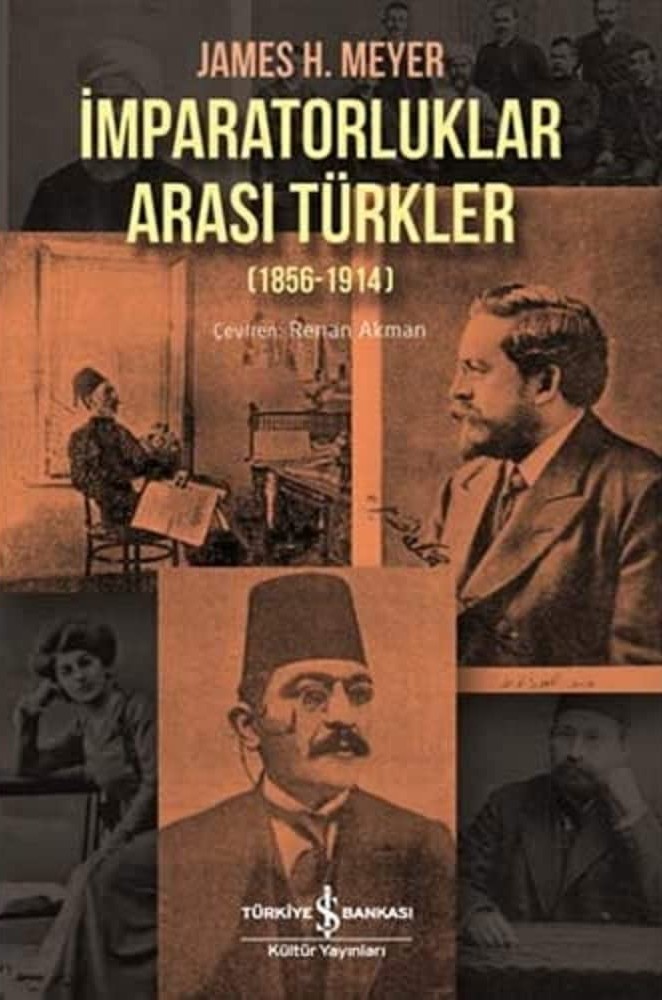 JAMES H. MEYER
İMPARATORLUKLAR
ARASI TÜRKLER
(1856-1914)
Çeviren: Renan Akman
TÜRKİYE İŞ BANKASI
Kültür Yayınları